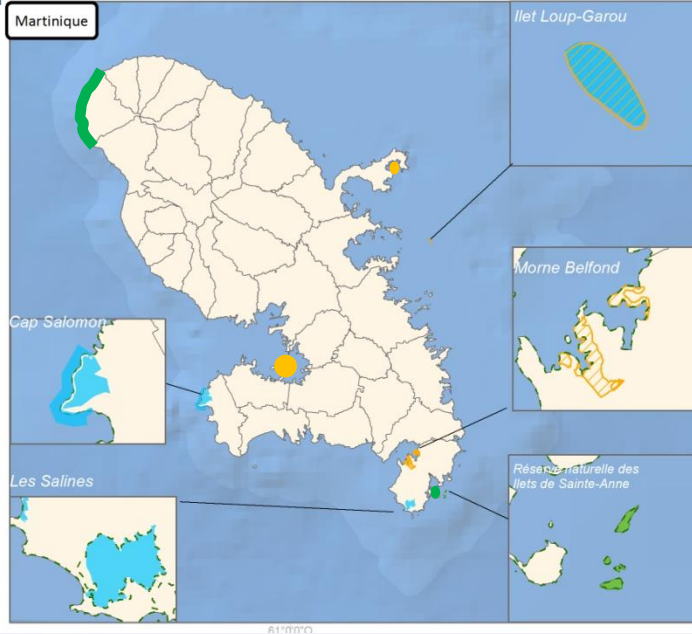 Martinique
Ilet Loup-Garou
Morne Belfond
Cap Salomon
Les Salines
Réserve naturelle des
Ilets de Sainte-Anne
61°0'0"O